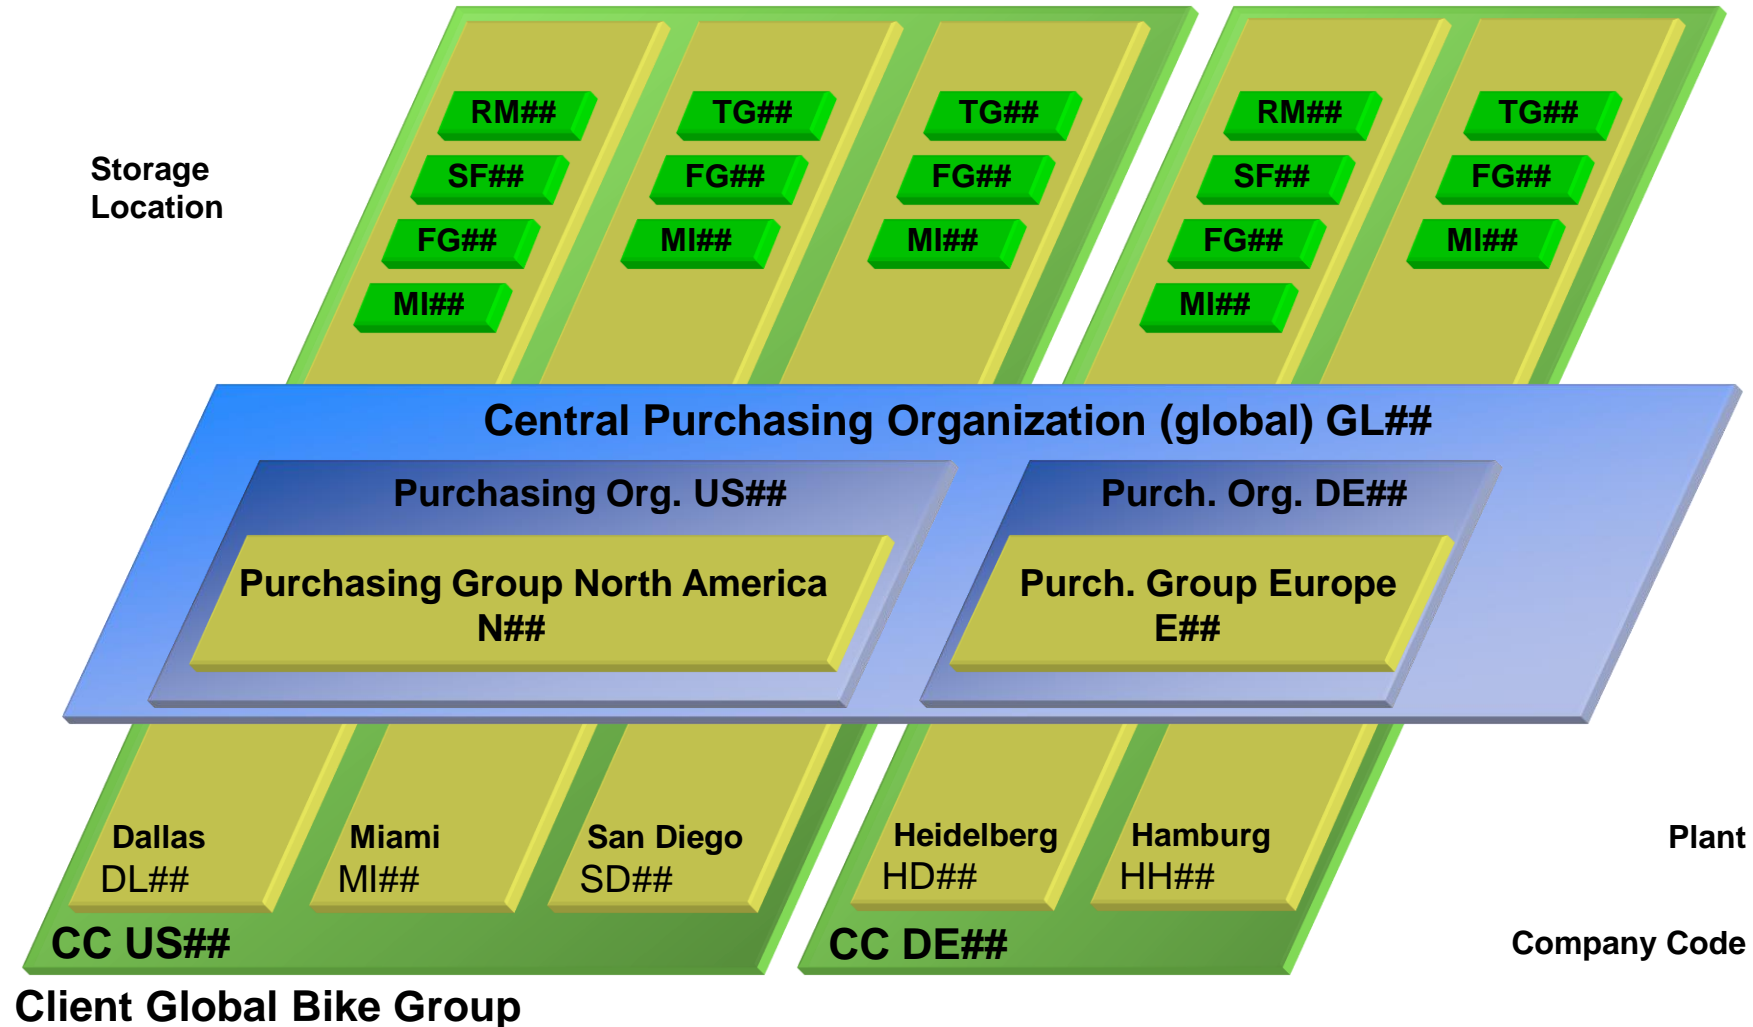 RM##
TG##
TG##
RM##
TG##
Storage
Location
SF##
FG##
FG##
SF##
FG##
FG##
MI##
MI##
FG##
MI##
MI##
MI##
Central Purchasing Organization (global) GL##
Purchasing Org. US##
Purch. Org. DE##
Purchasing Group North America
N##
Purch. Group Europe
E##
Dallas
DL##
Miami
MI##
San Diego
SD##
Heidelberg
HD##
Hamburg
HH##
Plant
CC US##
CC DE##
Company Code
Client Global Bike Group